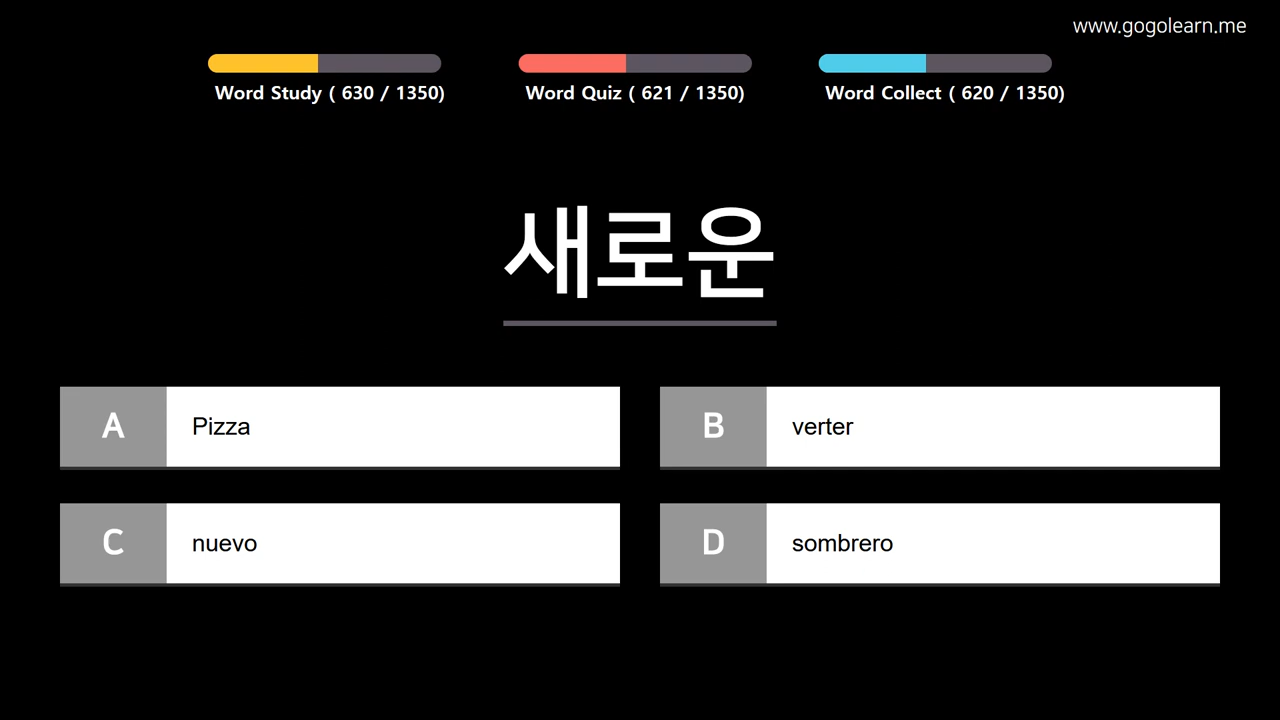 www.gogolearn.me
Word Study ( 630 / 1350)
Word Quiz ( 621 / 1350)
Word Collect ( 620 / 1350)
새로운
A Pizza
B verter
C nuevo
D sombrero